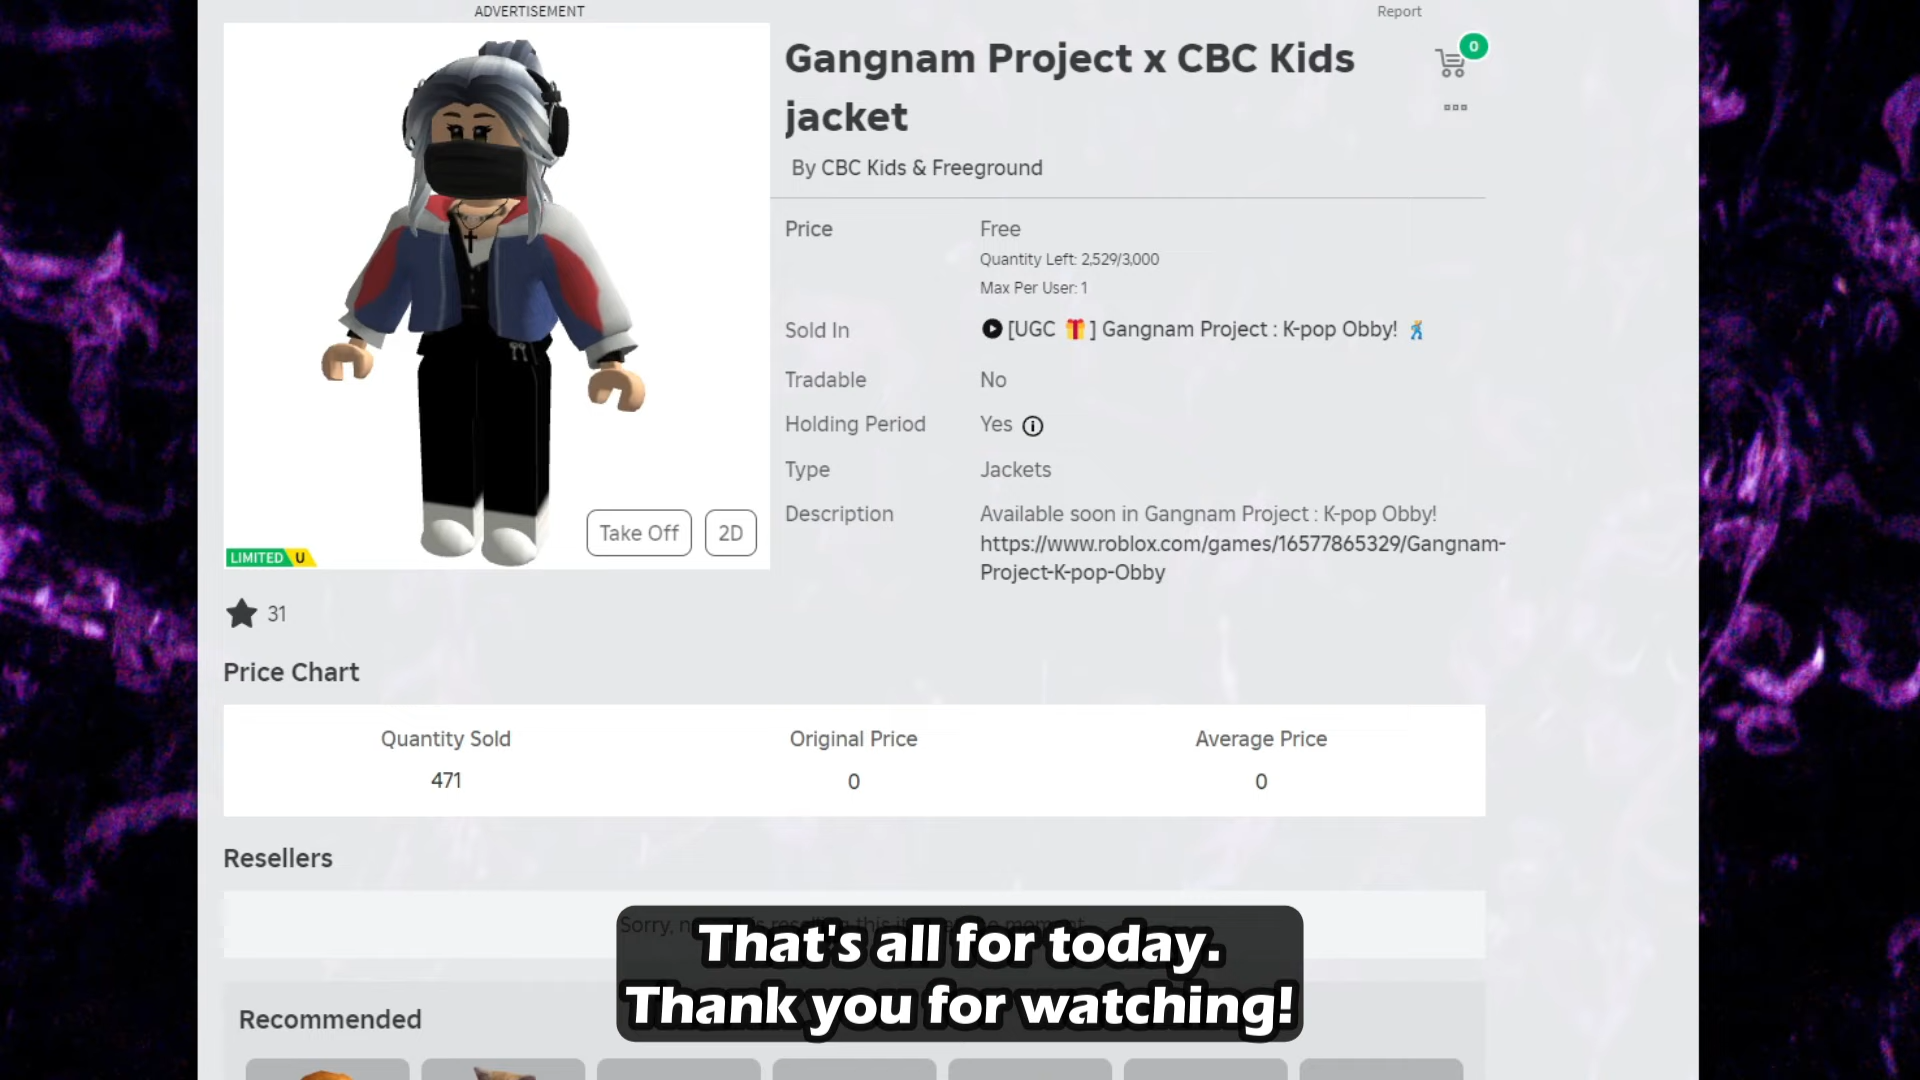 ADVERTISEMENT
Report
Gangnam Project x CBC Kids
jacket
0
By CBC Kids & Freeground
Price
Free
Quantity Left: 2,529/3,000
Max Per User: 1
Sold In
[UGC 🎁] Gangnam Project : K-pop Obby! 🕺
Tradable
No
Holding Period
Yes
Type
Jackets
Description
Available soon in Gangnam Project : K-pop Obby!
https://www.roblox.com/games/16577865329/Gangnam-
Project-K-pop-Obby
Take Off
2D
LIMITED U
31
Price Chart
Quantity Sold
Original Price
Average Price
471
0
0
Resellers
Sorry,
That's all for today.
Thank you for watching!
Recommended